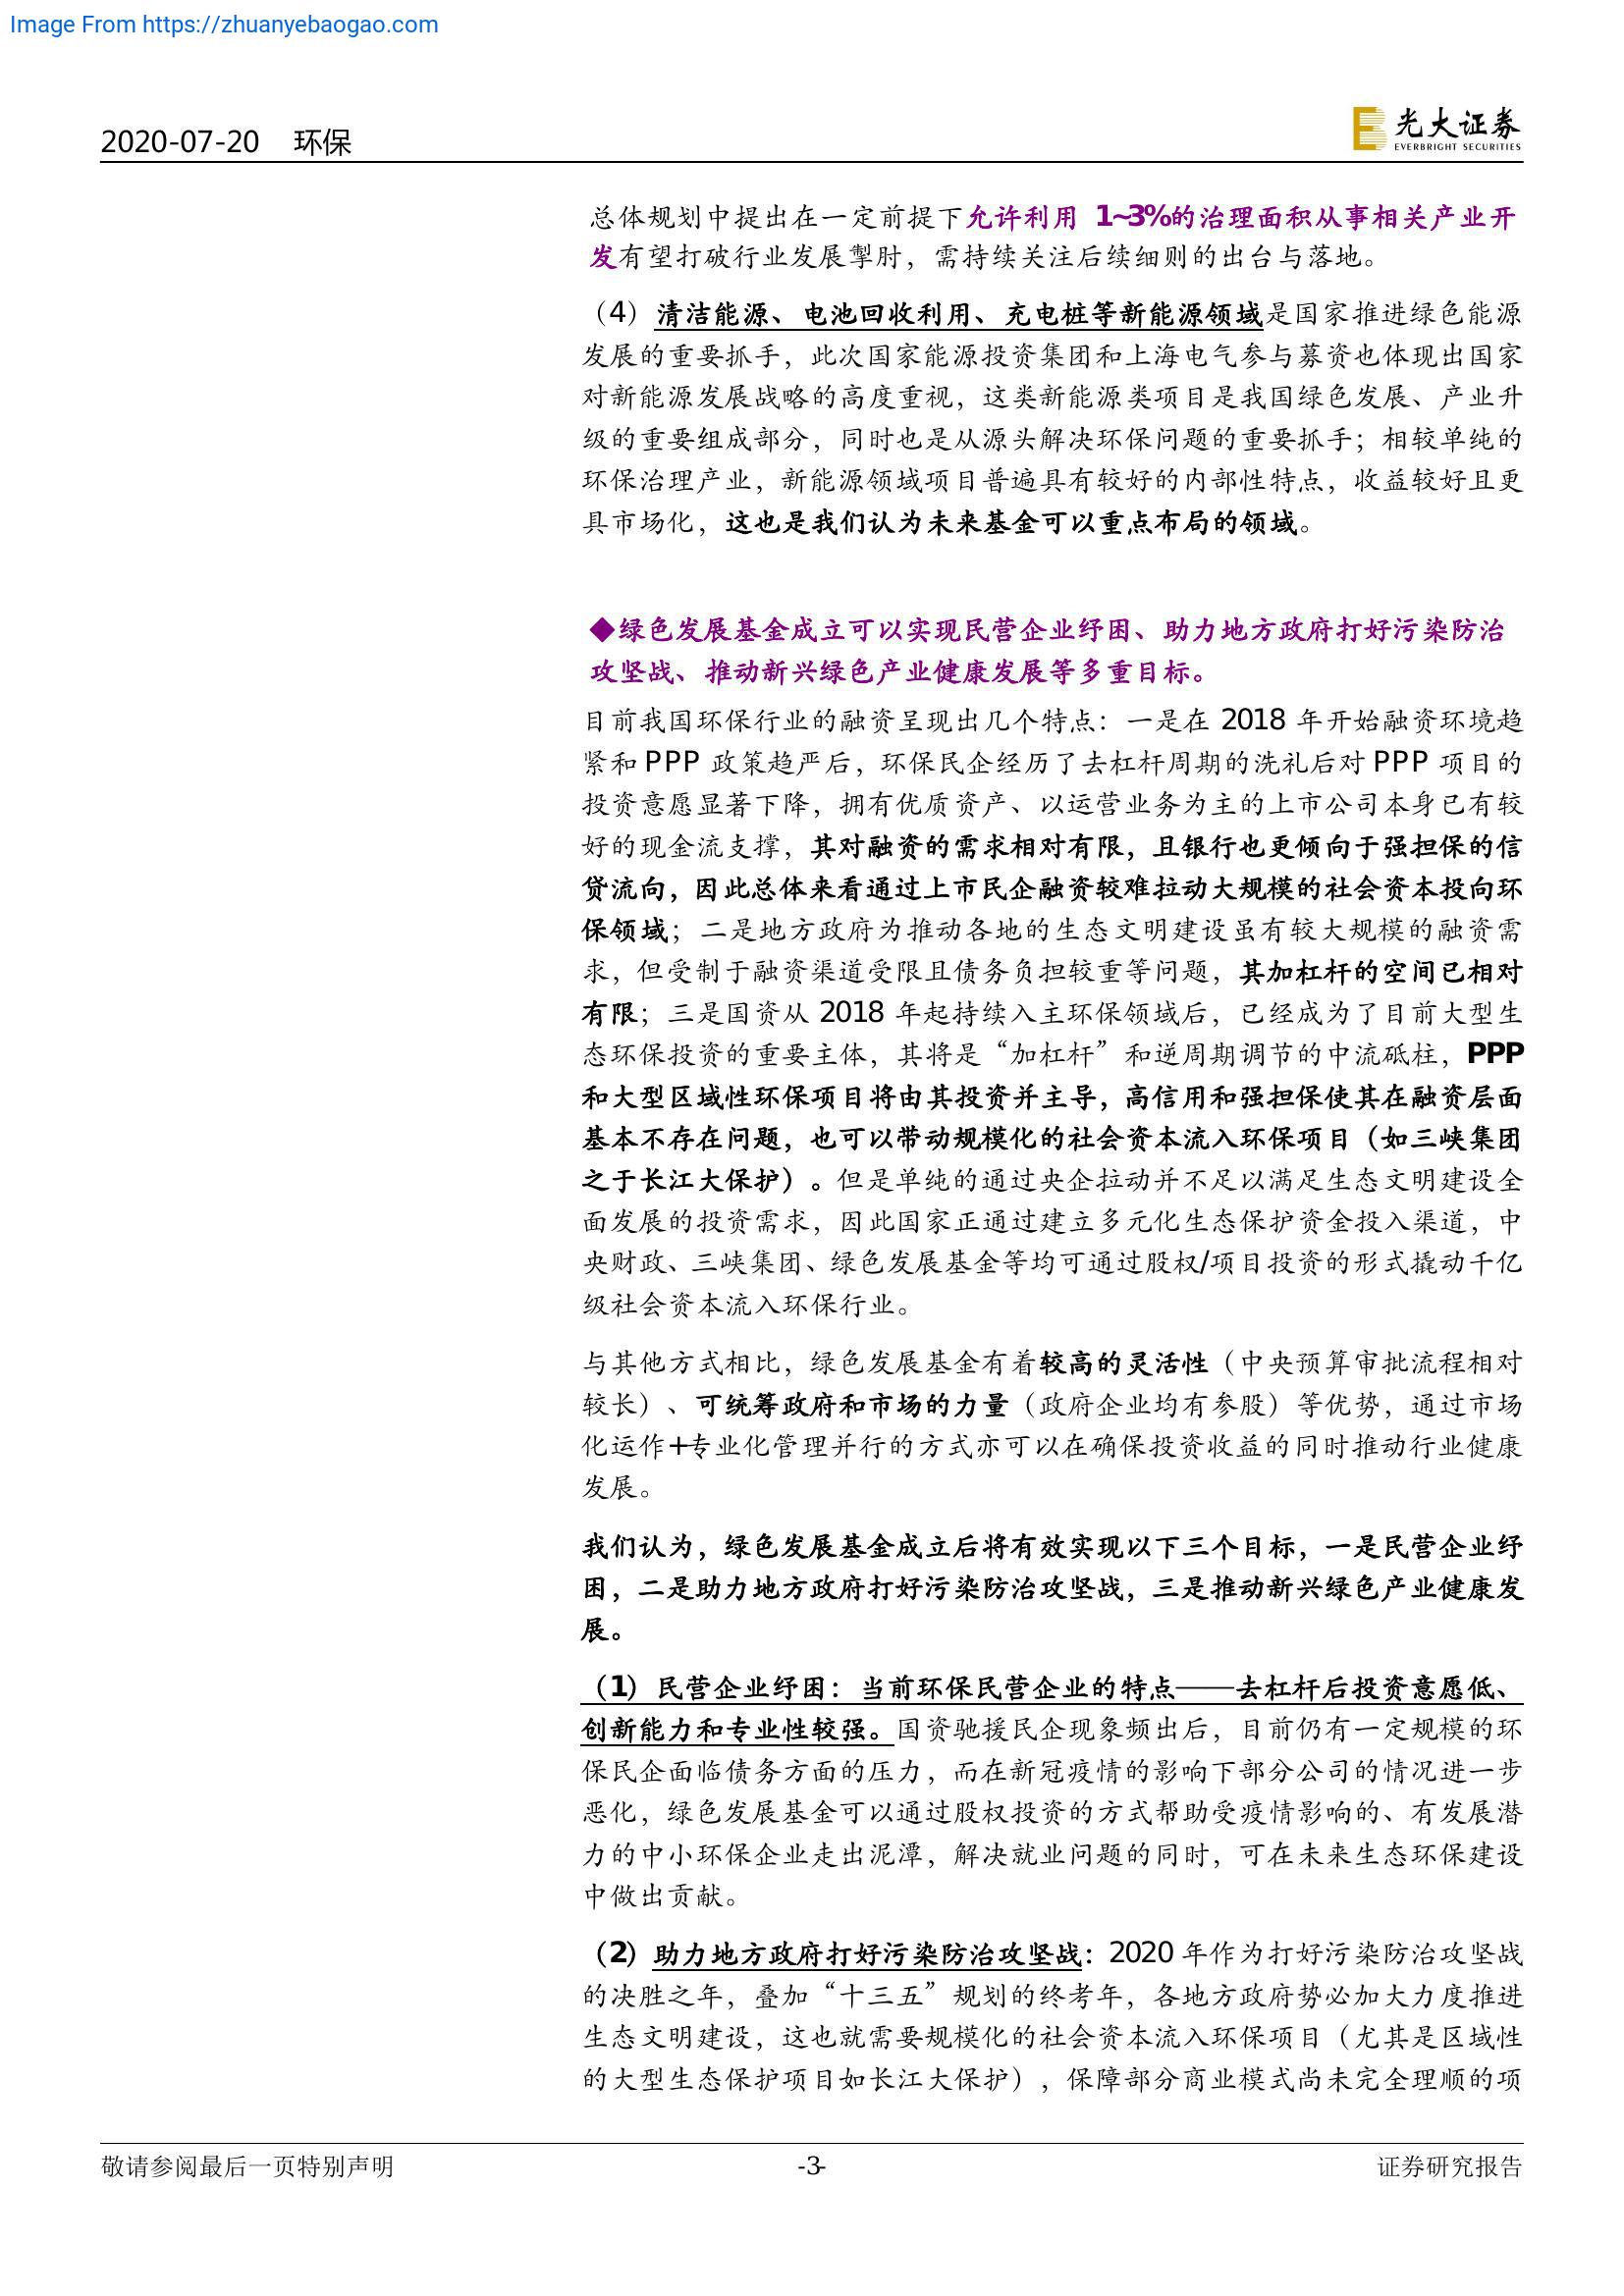 Image From https://zhuanyebaogao.com
2020-07-20 环保
光大证券
EVERBRIGHT SECURITIES
总体规划中提出在一定前提下允许利用 1~3%的治理面积从事相关产业开
发有望打破行业发展掣肘，需持续关注后续细则的出台与落地。
（4）清洁能源、电池回收利用、充电桩等新能源领域是国家推进绿色能源
发展的重要抓手，此次国家能源投资集团和上海电气参与募资也体现出国家
对新能源发展战略的高度重视，这类新能源类项目是我国绿色发展、产业升
级的重要组成部分，同时也是从源头解决环保问题的重要抓手；相较单纯的
环保治理产业，新能源领域项目普遍具有较好的内部性特点，收益较好且更
具市场化，这也是我们认为未来基金可以重点布局的领域。
◆绿色发展基金成立可以实现民营企业纾困、助力地方政府打好污染防治
攻坚战、推动新兴绿色产业健康发展等多重目标。
目前我国环保行业的融资呈现出几个特点：一是在 2018 年开始融资环境趋
紧和 PPP 政策趋严后，环保民企经历了去杠杆周期的洗礼后对 PPP 项目的
投资意愿显著下降，拥有优质资产、以运营业务为主的上市公司本身已有较
好的现金流支撑，其对融资的需求相对有限，且银行也更倾向于强担保的信
贷流向，因此总体来看通过上市民企融资较难拉动大规模的社会资本投向环
保领域；二是地方政府为推动各地的生态文明建设虽有较大规模的融资需
求，但受制于融资渠道受限且债务负担较重等问题，其加杠杆的空间已相对
有限；三是国资从 2018 年起持续入主环保领域后，已经成为了目前大型生
态环保投资的重要主体，其将是“加杠杆”和逆周期调节的中流砥柱，PPP
和大型区域性环保项目将由其投资并主导，高信用和强担保使其在融资层面
基本不存在问题，也可以带动规模化的社会资本流入环保项目（如三峡集团
之于长江大保护）。但是单纯的通过央企拉动并不足以满足生态文明建设全
面发展的投资需求，因此国家正通过建立多元化生态保护资金投入渠道，中
央财政、三峡集团、绿色发展基金等均可通过股权/项目投资的形式撬动千亿
级社会资本流入环保行业。
与其他方式相比，绿色发展基金有着较高的灵活性（中央预算审批流程相对
较长）、可统筹政府和市场的力量（政府企业均有参股）等优势，通过市场
化运作+专业化管理并行的方式亦可以在确保投资收益的同时推动行业健康
发展。
我们认为，绿色发展基金成立后将有效实现以下三个目标，一是民营企业纾
困，二是助力地方政府打好污染防治攻坚战，三是推动新兴绿色产业健康发
展。
（1）民营企业纾困：当前环保民营企业的特点——去杠杆后投资意愿低、
创新能力和专业性较强。国资驰援民企现象频出后，目前仍有一定规模的环
保民企面临债务方面的压力，而在新冠疫情的影响下部分公司的情况进一步
恶化，绿色发展基金可以通过股权投资的方式帮助受疫情影响的、有发展潜
力的中小环保企业走出泥潭，解决就业问题的同时，可在未来生态环保建设
中做出贡献。
（2）助力地方政府打好污染防治攻坚战：2020 年作为打好污染防治攻坚战
的决胜之年，叠加“十三五”规划的终考年，各地方政府势必加大力度推进
生态文明建设，这也就需要规模化的社会资本流入环保项目（尤其是区域性
的大型生态保护项目如长江大保护），保障部分商业模式尚未完全理顺的项
敬请参阅最后一页特别声明
-3-
证券研究报告